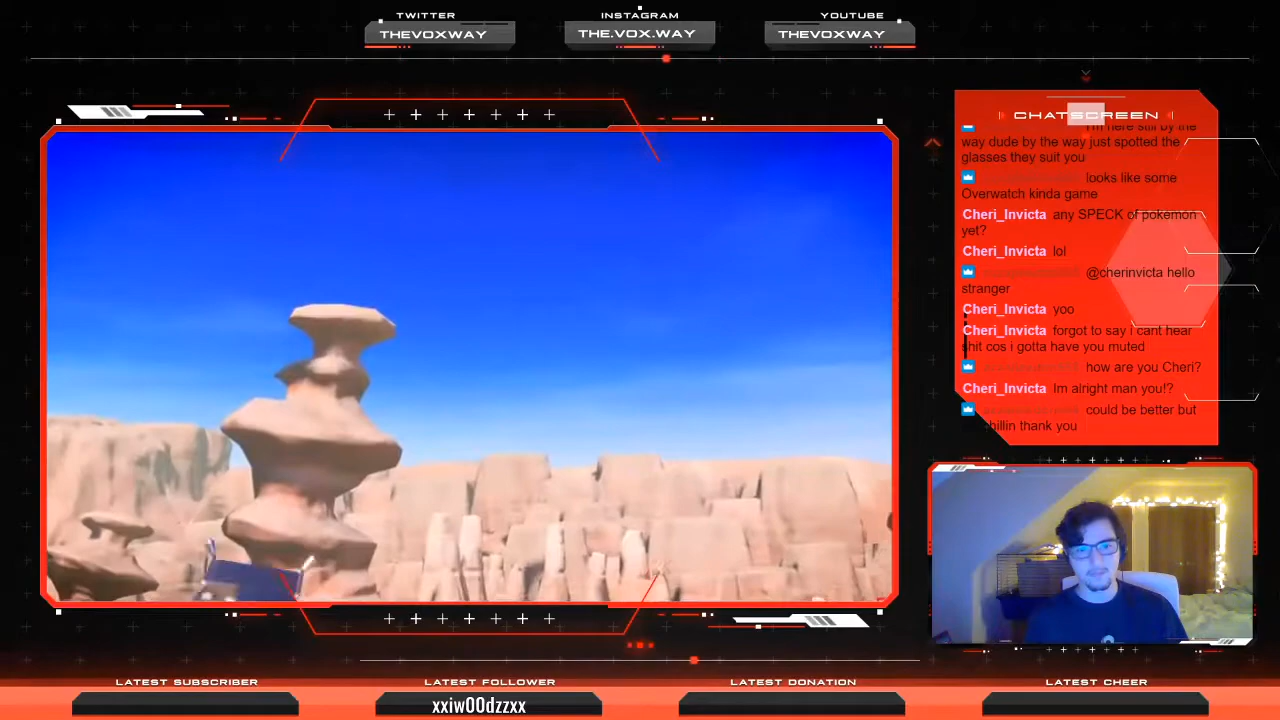 TWITTER
INSTAGRAM
YOUTUBE
THEVOXWAY
THE.VOX.WAY
THEVOXWAY
CHATSCREEN
I'm here still by the
way dude by the way just spotted the
glasses they suit you
looks like some
Overwatch kinda game
Cheri_Invicta any SPECK of pokemon
yet?
Cheri_Invicta lol
@cherinvicta hello
stranger
Cheri_Invicta yoo
Cheri_Invicta forgot to say i cant hear
shit cos i gotta have you muted
how are you Cheri?
Cheri_Invicta Im alright man you!?
could be better but
chillin thank you
LATEST SUBSCRIBER
LATEST FOLLOWER
LATEST DONATION
LATEST CHEER
xxiw00dzzxx